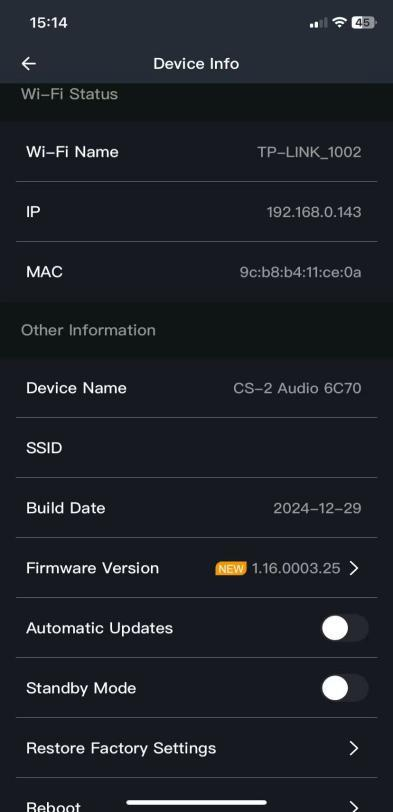 15:14
45
Device Info
Wi-Fi Status
Wi-Fi Name
TP-LINK_1002
IP
192.168.0.143
MAC
9c:b8:b4:11:ce:0a
Other Information
Device Name
CS-2 Audio 6C70
SSID
Build Date
2024-12-29
Firmware Version
NEW 1.16.0003.25
Automatic Updates
Standby Mode
Restore Factory Settings
Reboot